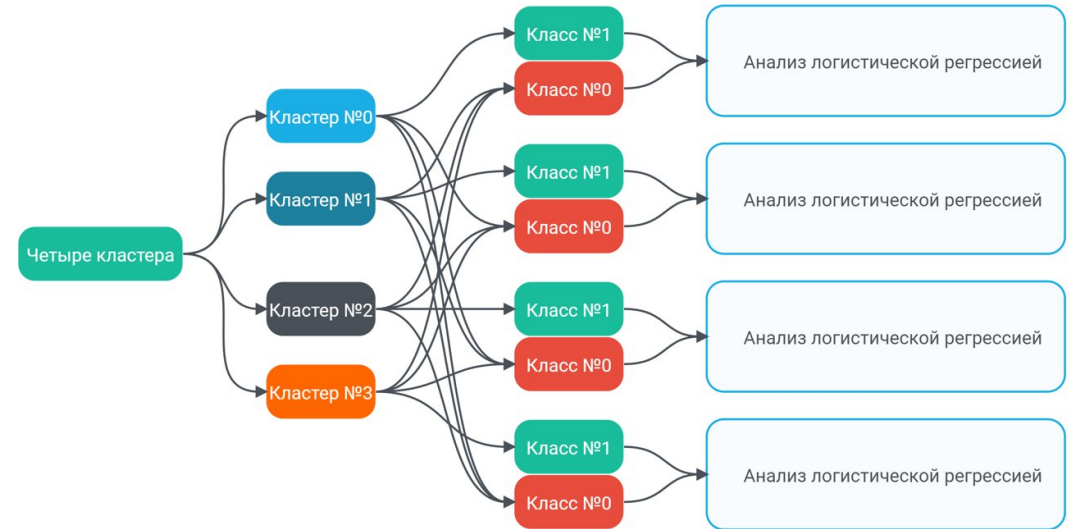 Четыре кластера
Кластер №0
Кластер №1
Кластер №2
Кластер №3
Класс №1
Класс №0
Класс №1
Класс №0
Класс №1
Класс №0
Класс №1
Класс №0
Анализ логистической регрессией
Анализ логистической регрессией
Анализ логистической регрессией
Анализ логистической регрессией